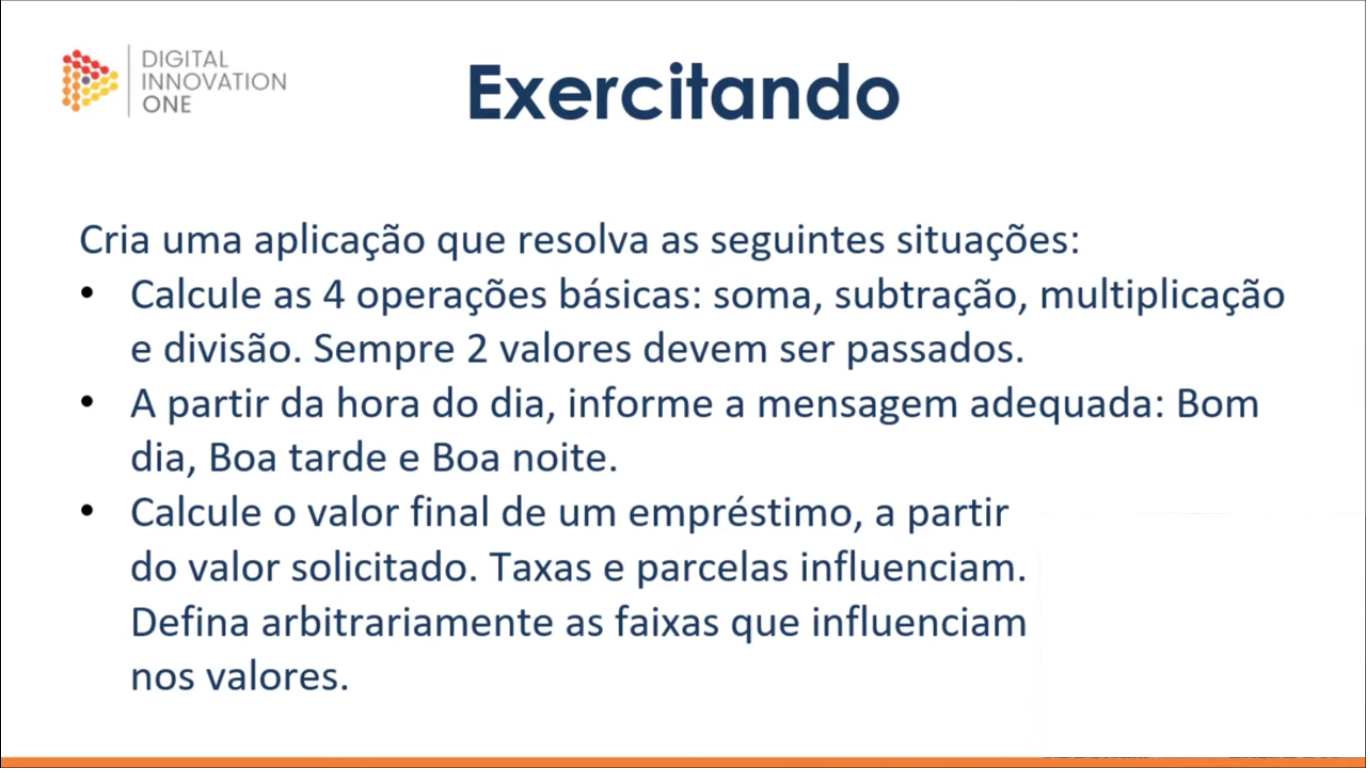 DIGITAL
INNOVATION
ONE
Exercitando
Cria uma aplicação que resolva as seguintes situações:
• Calcule as 4 operações básicas: soma, subtração, multiplicação
e divisão. Sempre 2 valores devem ser passados.
• A partir da hora do dia, informe a mensagem adequada: Bom
dia, Boa tarde e Boa noite.
• Calcule o valor final de um empréstimo, a partir
do valor solicitado. Taxas e parcelas influenciam.
Defina arbitrariamente as faixas que influenciam
nos valores.